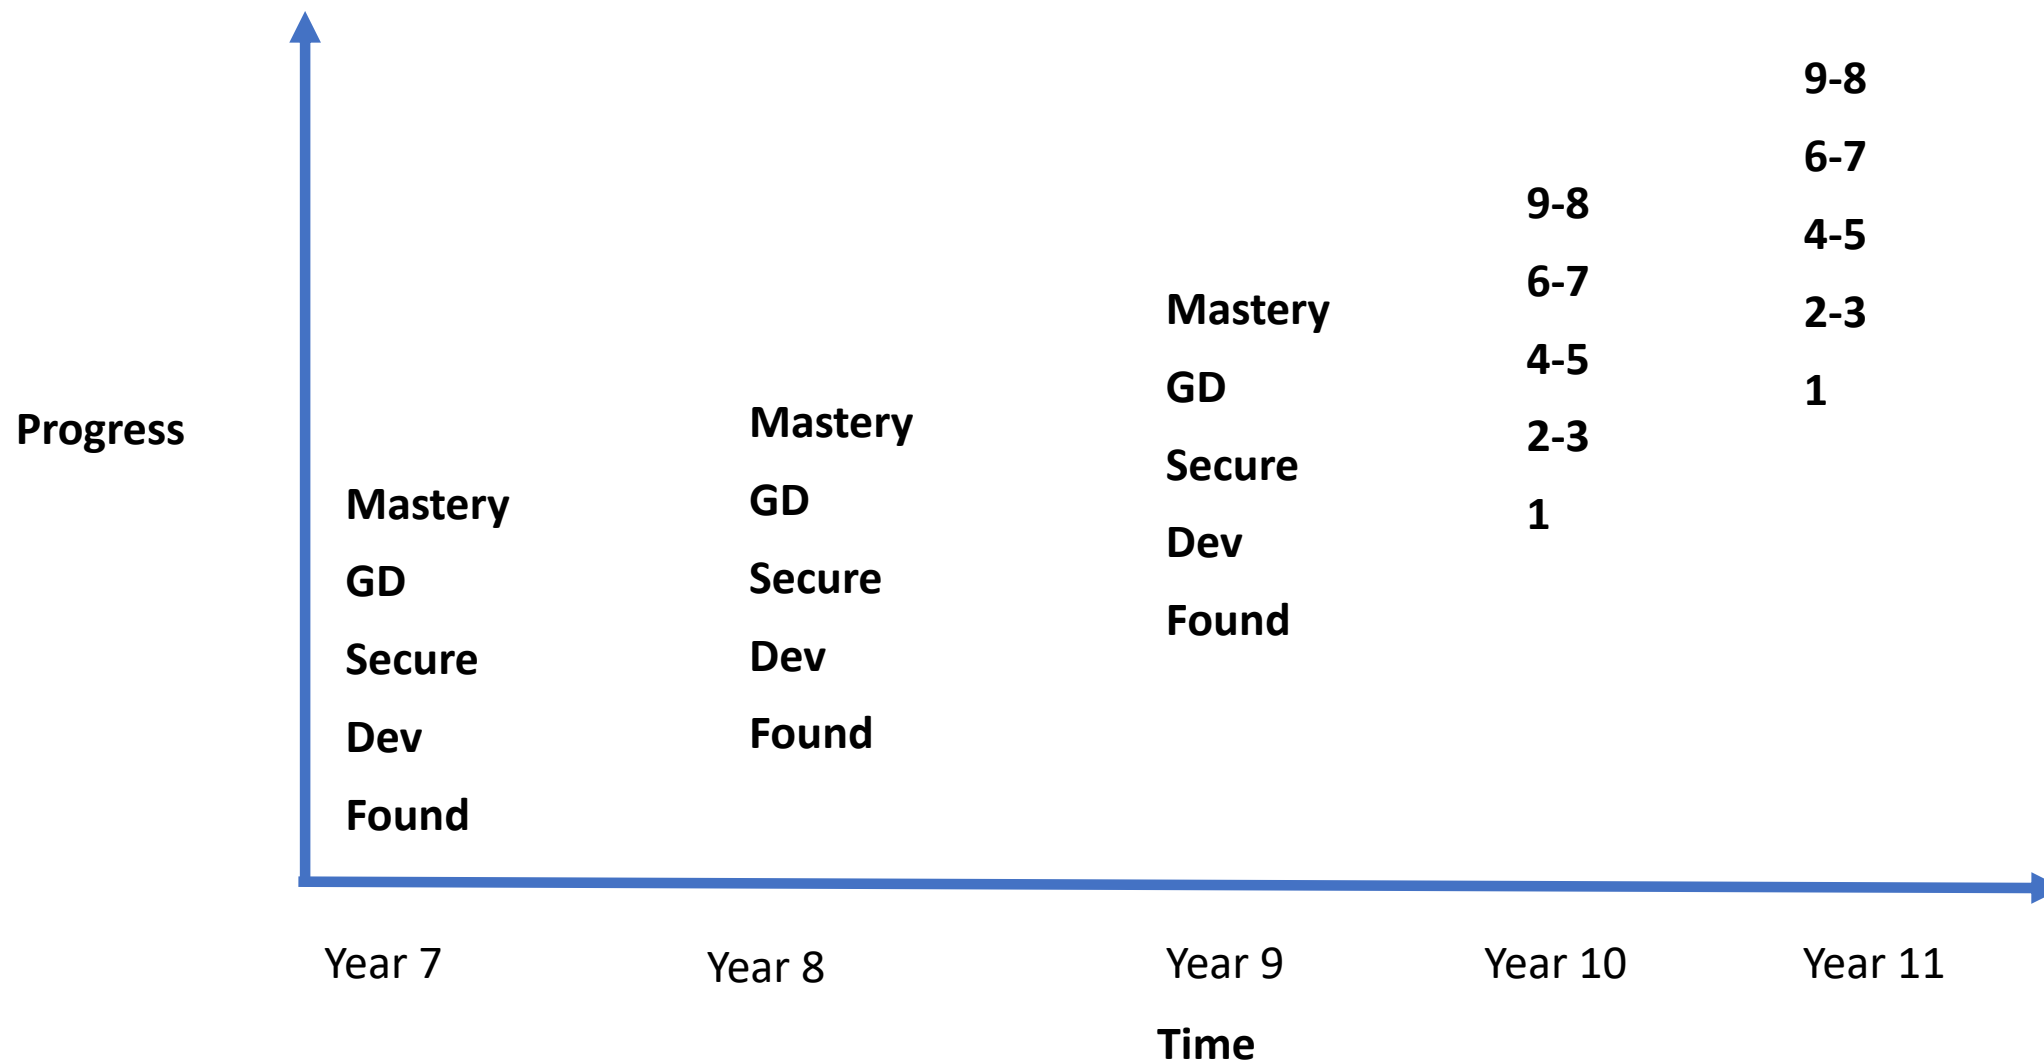 Progress
Mastery
GD
Secure
Dev
Found
Mastery
GD
Secure
Dev
Found
Mastery
GD
Secure
Dev
Found
9-8
6-7
4-5
2-3
1
9-8
6-7
4-5
2-3
1
Year 7
Year 8
Year 9
Year 10
Year 11
Time